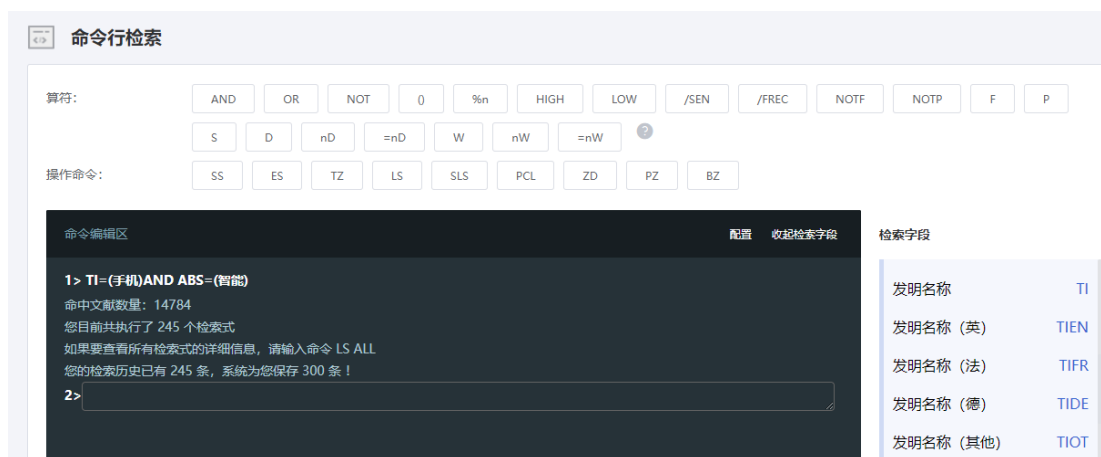 命令行检索
算符： AND OR NOT () %n HIGH LOW /SEN /FREC NOTF NOTP F P
S D nD =nD W nW =nW ?
操作命令： SS ES TZ LS SLS PCL ZD PZ BZ
命令编辑区 配置 收起检索字段
1> TI=(手机)AND ABS=(智能)
命中文献数量：14784
您目前共执行了 245 个检索式
如果要查看所有检索式的详细信息，请输入命令 LS ALL
您的检索历史已有 245 条，系统为您保存 300 条！
2>
检索字段
发明名称 TI
发明名称（英） TIEN
发明名称（法） TIFR
发明名称（德） TIDE
发明名称（其他） TIOT